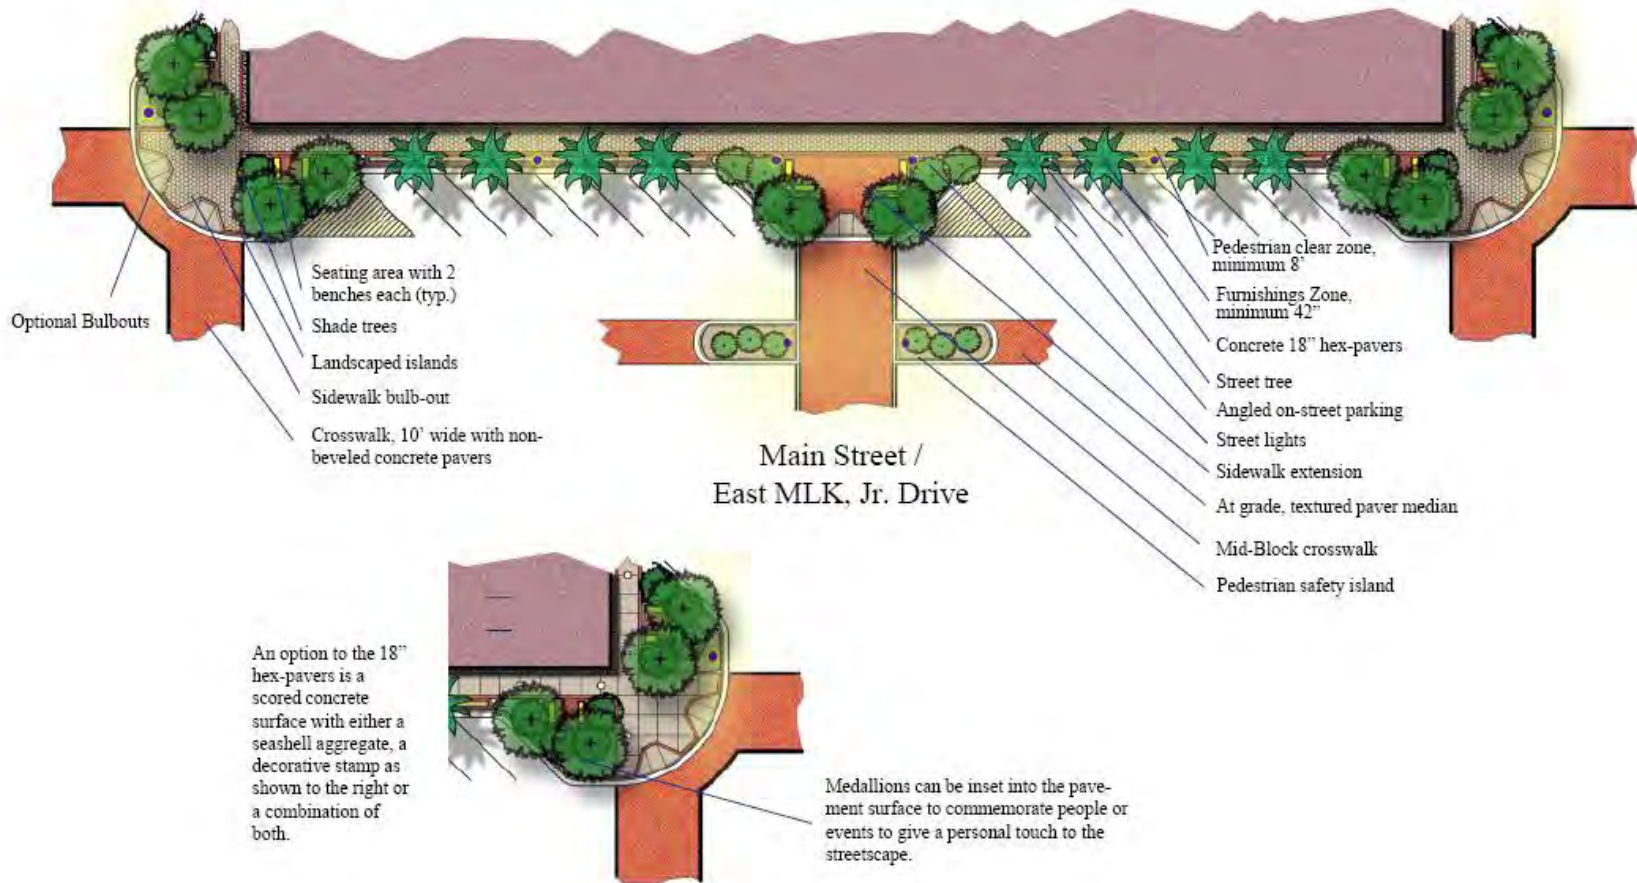 Optional Bulbouts
Seating area with 2
benches each (typ.)
Shade trees
Landscaped islands
Sidewalk bulb-out
Crosswalk, 10’ wide with non-
beveled concrete pavers
Main Street /
East MLK, Jr. Drive
Pedestrian clear zone,
minimum 8’
Furnishings Zone,
minimum 42”
Concrete 18” hex-pavers
Street tree
Angled on-street parking
Street lights
Sidewalk extension
At grade, textured paver median
Mid-Block crosswalk
Pedestrian safety island
An option to the 18”
hex-pavers is a
scored concrete
surface with either a
seashell aggregate, a
decorative stamp as
shown to the right or
a combination of
both.
Medallions can be inset into the pave-
ment surface to commemorate people or
events to give a personal touch to the
streetscape.